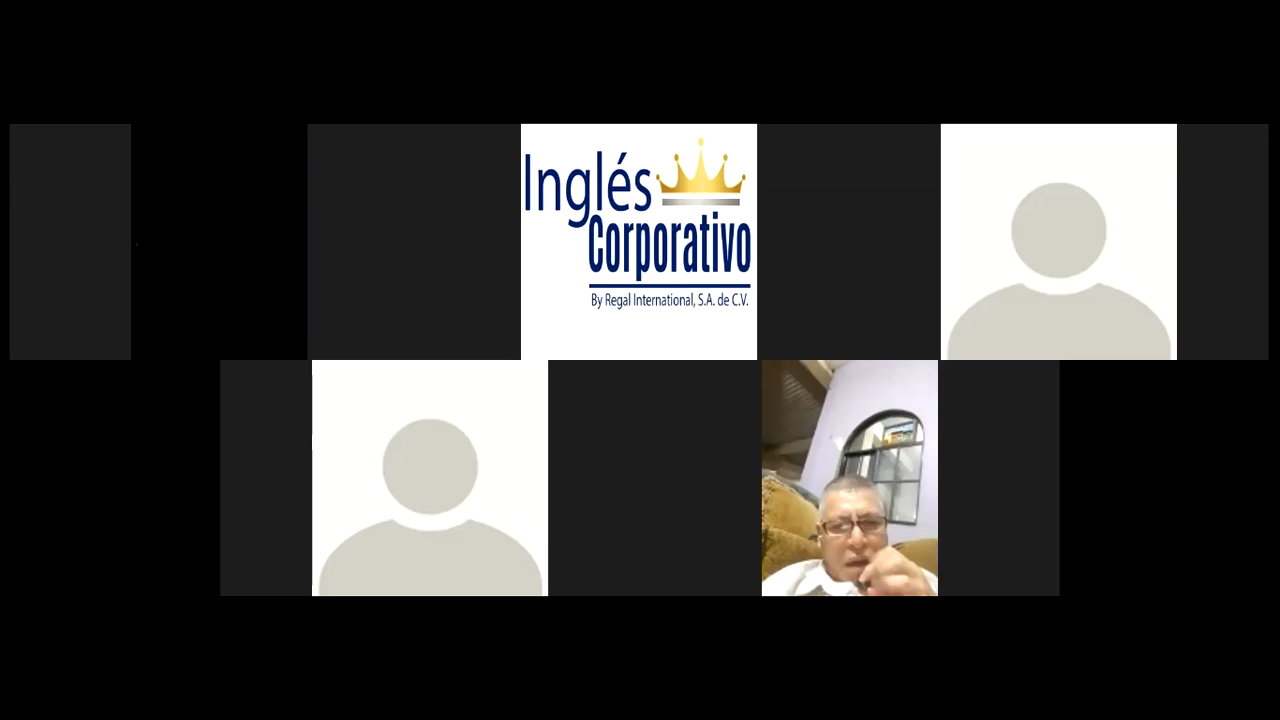 Inglés
Corporativo
By Regal International, S.A. de C.V.